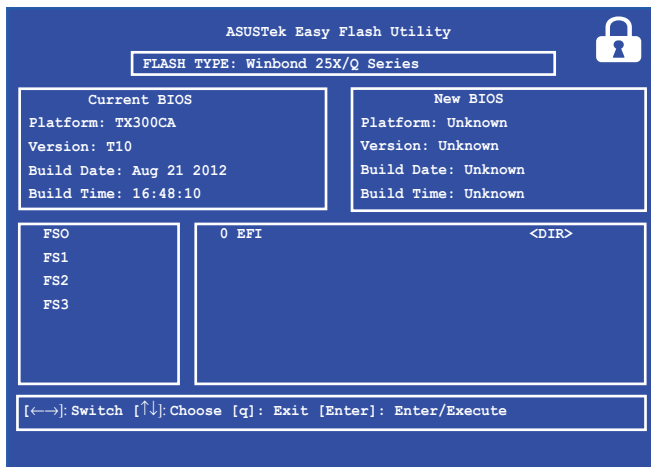 ASUSTek Easy Flash Utility
FLASH TYPE: Winbond 25X/Q Series
Current BIOS
Platform: TX300CA
Version: T10
Build Date: Aug 21 2012
Build Time: 16:48:10
New BIOS
Platform: Unknown
Version: Unknown
Build Date: Unknown
Build Time: Unknown
FSO
FS1
FS2
FS3
0 EFI <DIR>
[←→]: Switch [↑↓]: Choose [q]: Exit [Enter]: Enter/Execute